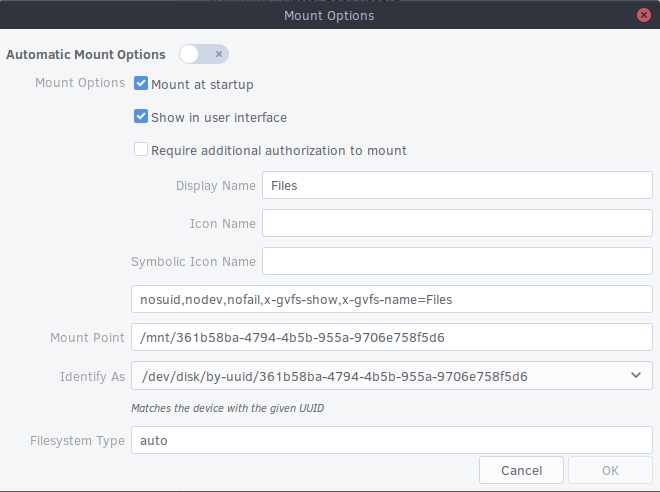 Mount Options
Automatic Mount Options
Mount Options
Mount at startup
Show in user interface
Require additional authorization to mount
Display Name Files
Icon Name
Symbolic Icon Name
nosuid,nodev,nofail,x-gvfs-show,x-gvfs-name=Files
Mount Point /mnt/361b58ba-4794-4b5b-955a-9706e758f5d6
Identify As /dev/disk/by-uuid/361b58ba-4794-4b5b-955a-9706e758f5d6
Matches the device with the given UUID
Filesystem Type auto
Cancel OK